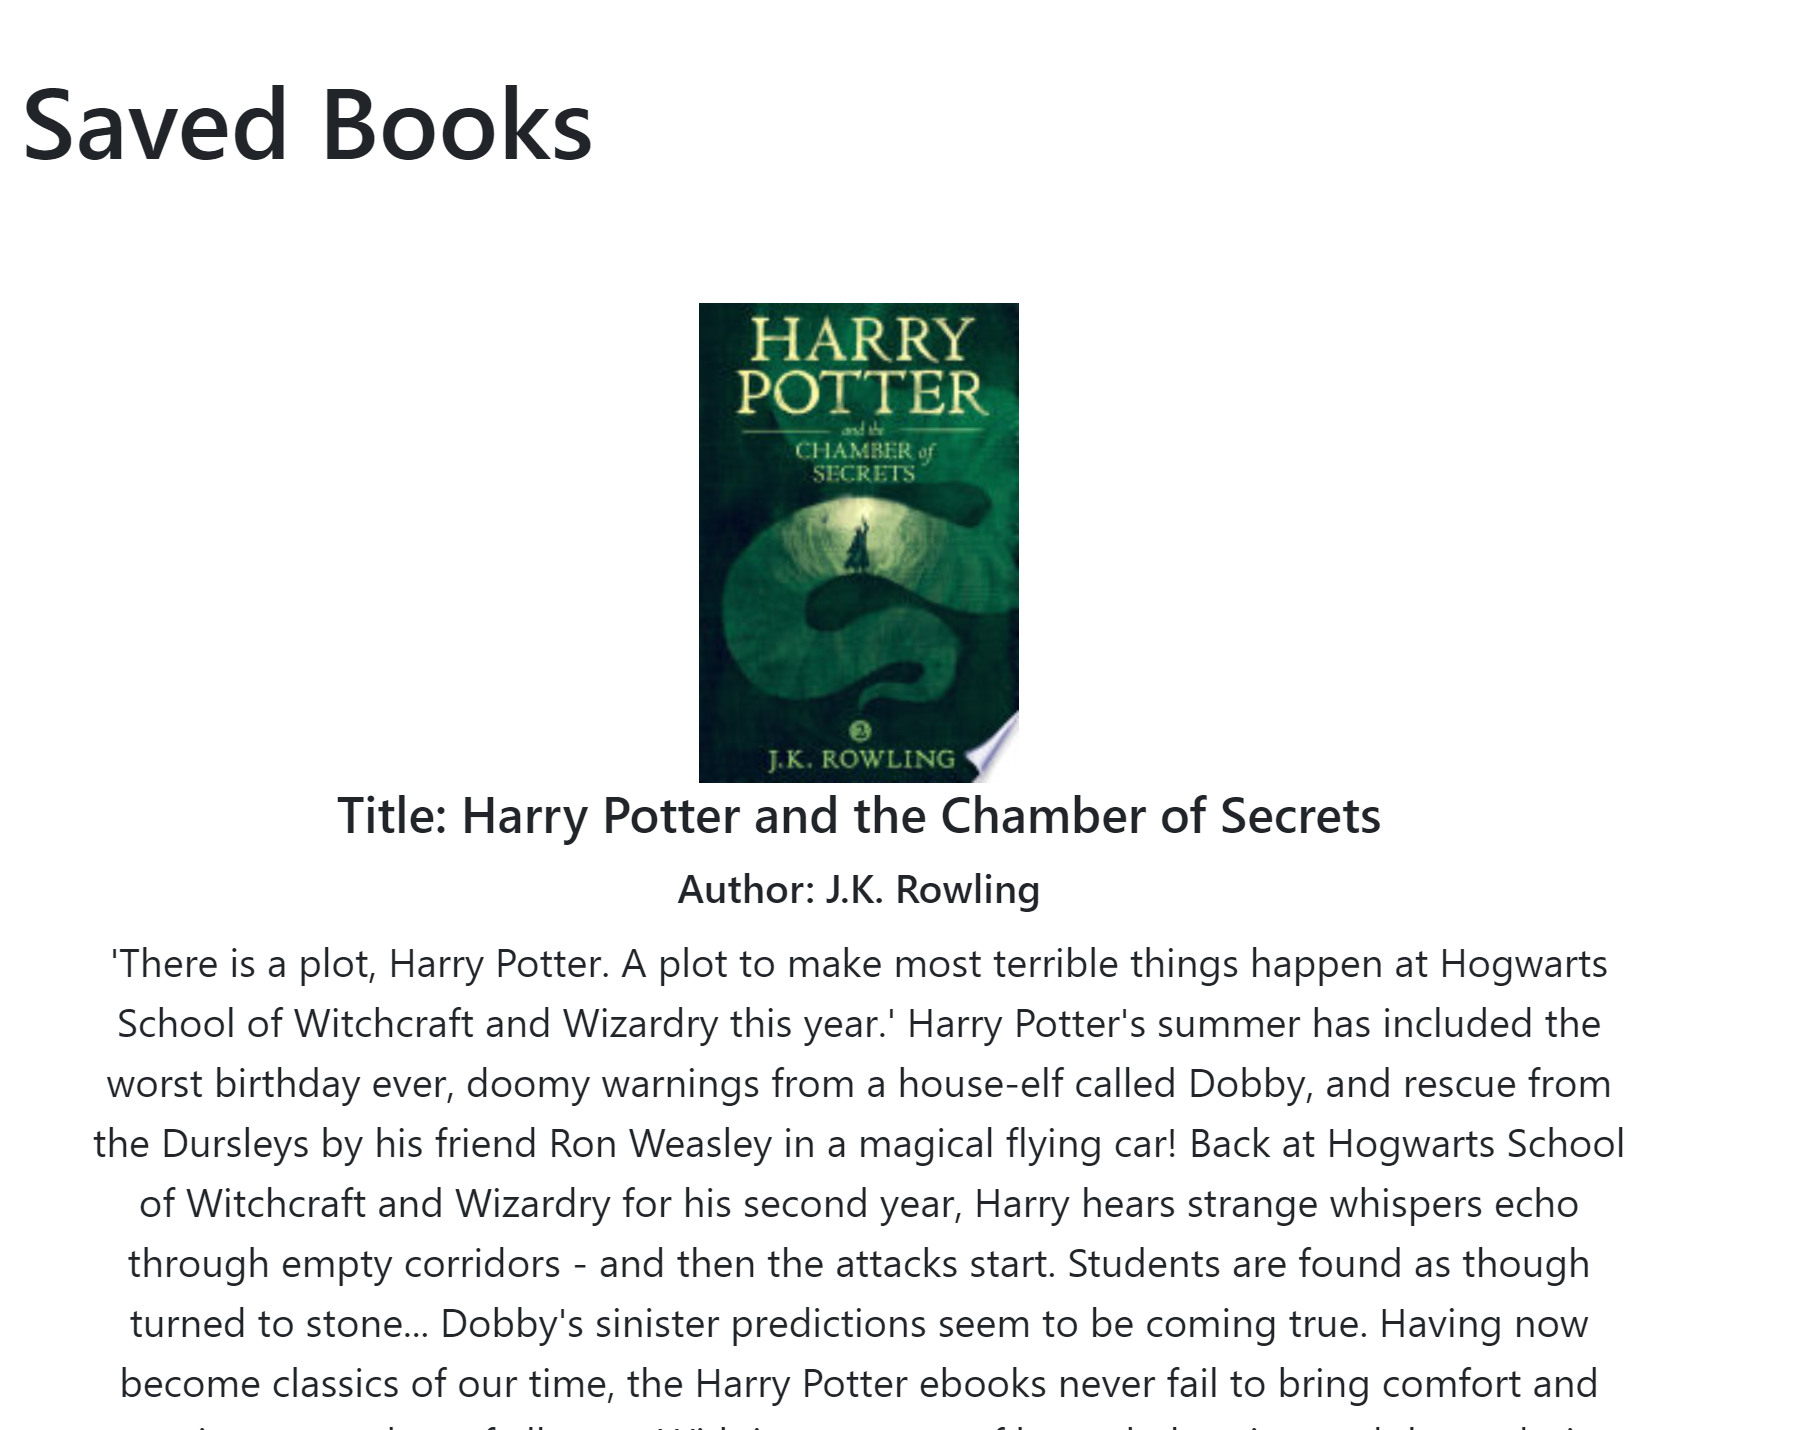 Saved Books
HARRY
POTTER
and the
CHAMBER of
SECRETS
2
J.K. ROWLING
Title: Harry Potter and the Chamber of Secrets
Author: J.K. Rowling
'There is a plot, Harry Potter. A plot to make most terrible things happen at Hogwarts
School of Witchcraft and Wizardry this year.' Harry Potter's summer has included the
worst birthday ever, doomy warnings from a house-elf called Dobby, and rescue from
the Dursleys by his friend Ron Weasley in a magical flying car! Back at Hogwarts School
of Witchcraft and Wizardry for his second year, Harry hears strange whispers echo
through empty corridors - and then the attacks start. Students are found as though
turned to stone... Dobby's sinister predictions seem to be coming true. Having now
become classics of our time, the Harry Potter ebooks never fail to bring comfort and